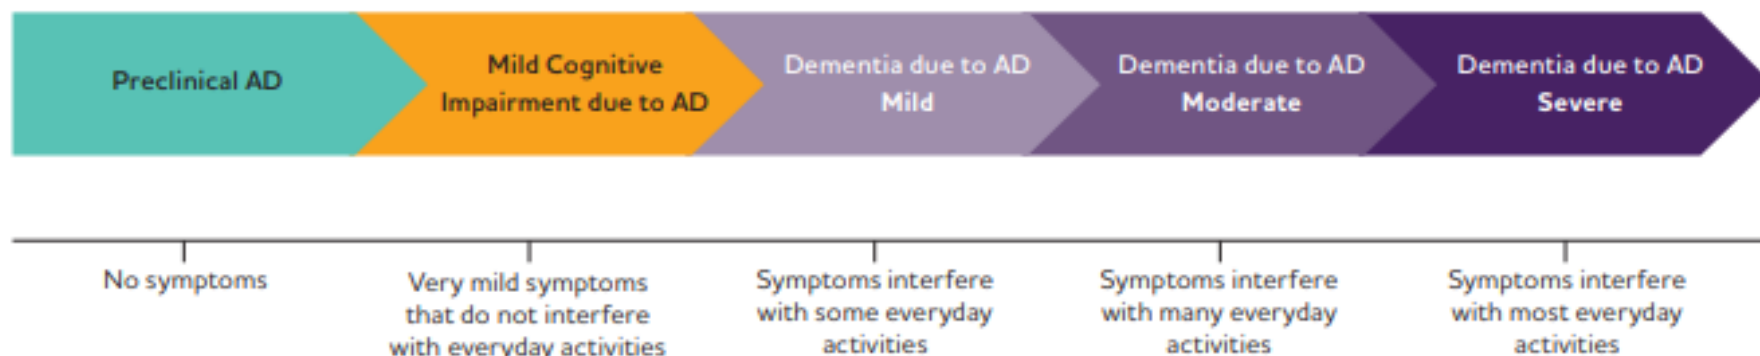 Preclinical AD
Mild Cognitive
Impairment due to AD
Dementia due to AD
Mild
Dementia due to AD
Moderate
Dementia due to AD
Severe
No symptoms
Very mild symptoms
that do not interfere
with everyday activities
Symptoms interfere
with some everyday
activities
Symptoms interfere
with many everyday
activities
Symptoms interfere
with most everyday
activities